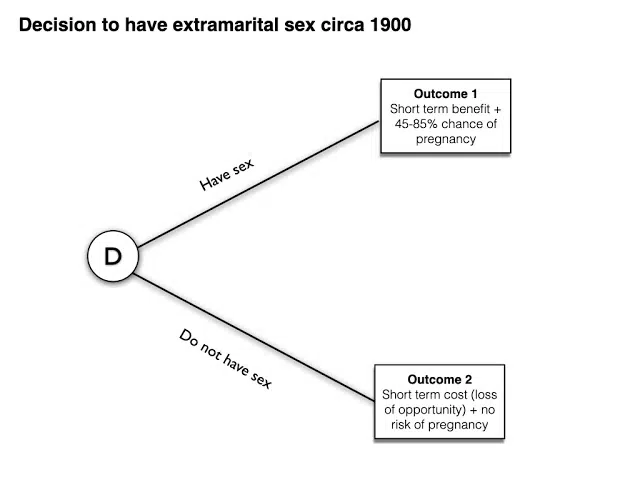 Decision to have extramarital sex circa 1900
Outcome 1
Short term benefit +
45-85% chance of
pregnancy
Have sex
D
Do not have sex
Outcome 2
Short term cost (loss
of opportunity) + no
risk of pregnancy